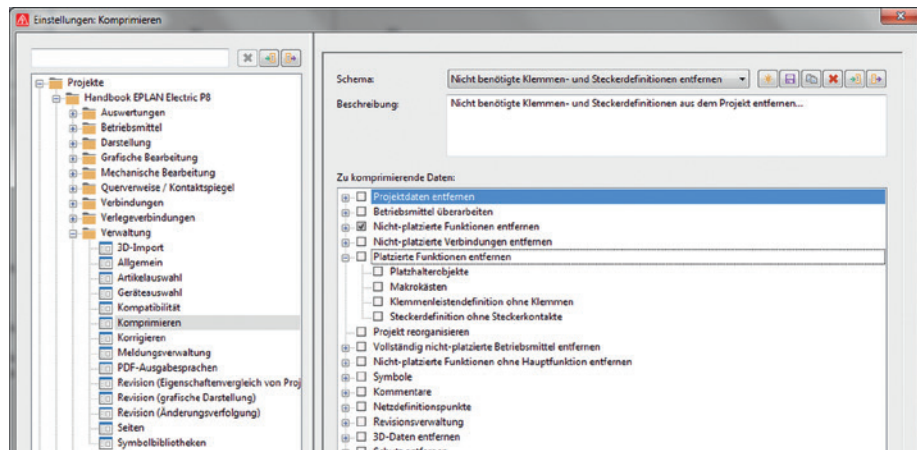 Einstellungen: Komprimieren
Projekte
Handbook EPLAN Electric P8
Auswertungen
Betriebsmittel
Darstellung
Grafische Bearbeitung
Mechanische Bearbeitung
Querverweise / Kontaktspiegel
Verbindungen
Verlegeverbindungen
Verwaltung
3D-Import
Allgemein
Artikelauswahl
Geräteauswahl
Kompatibilität
Komprimieren
Korrigieren
Meldungsverwaltung
PDF-Ausgabesprachen
Revision (Eigenschaftenvergleich von Proj
Revision (grafische Darstellung)
Revision (Änderungsverfolgung)
Seiten
Symbolbibliotheken
Schema: Nicht benötigte Klemmen- und Steckerdefinitionen entfernen
Beschreibung: Nicht benötigte Klemmen- und Steckerdefinitionen aus dem Projekt entfernen...
Zu komprimierende Daten:
Projektdaten entfernen
Betriebsmittel überarbeiten
Nicht-platzierte Funktionen entfernen
Nicht-platzierte Verbindungen entfernen
Platzierte Funktionen entfernen
Platzhalterobjekte
Makrokästen
Klemmenleistendefinition ohne Klemmen
Steckerdefinition ohne Steckerkontakte
Projekt reorganisieren
Vollständig nicht-platzierte Betriebsmittel entfernen
Nicht-platzierte Funktionen ohne Hauptfunktion entfernen
Symbole
Kommentare
Netzdefinitionspunkte
Revisionsverwaltung
3D-Daten entfernen